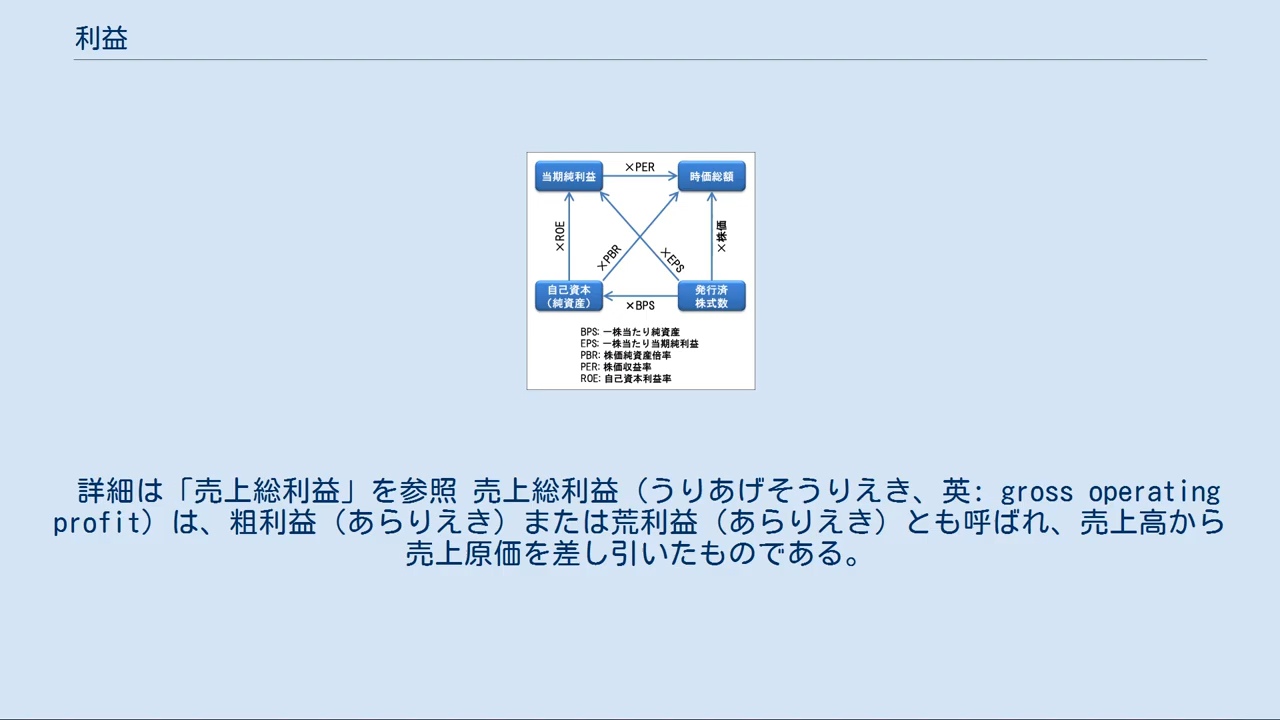 利益
×PER
当期純利益
時価総額
×ROE
×PBR
×EPS
×株価
自己資本
(純資産)
発行済
株式数
×BPS
BPS: 一株当たり純資産
EPS: 一株当たり当期純利益
PBR: 株価純資産倍率
PER: 株価収益率
ROE: 自己資本利益率
詳細は「売上総利益」を参照 売上総利益（うりあげそうりえき、英: gross operating
profit）は、粗利益（あらりえき）または荒利益（あらりえき）とも呼ばれ、売上高から
売上原価を差し引いたものである。